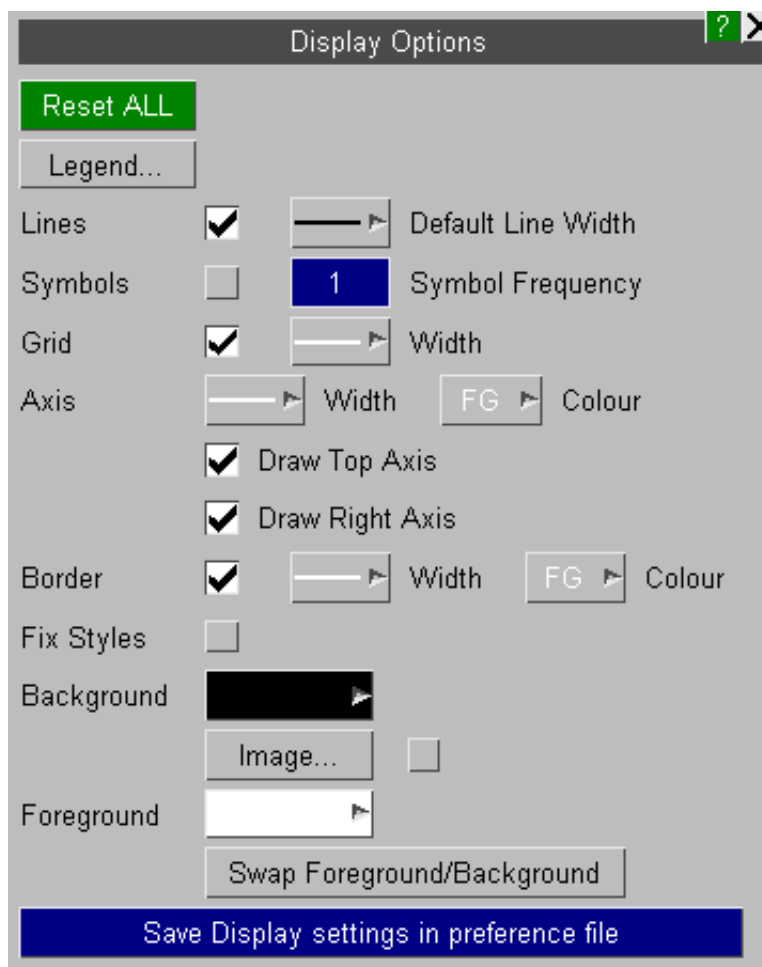 Display Options ?
Reset ALL
Legend...
Lines Default Line Width
Symbols 1 Symbol Frequency
Grid Width
Axis Width FG Colour
Draw Top Axis
Draw Right Axis
Border Width FG Colour
Fix Styles
Background
Image...
Foreground
Swap Foreground/Background
Save Display settings in preference file